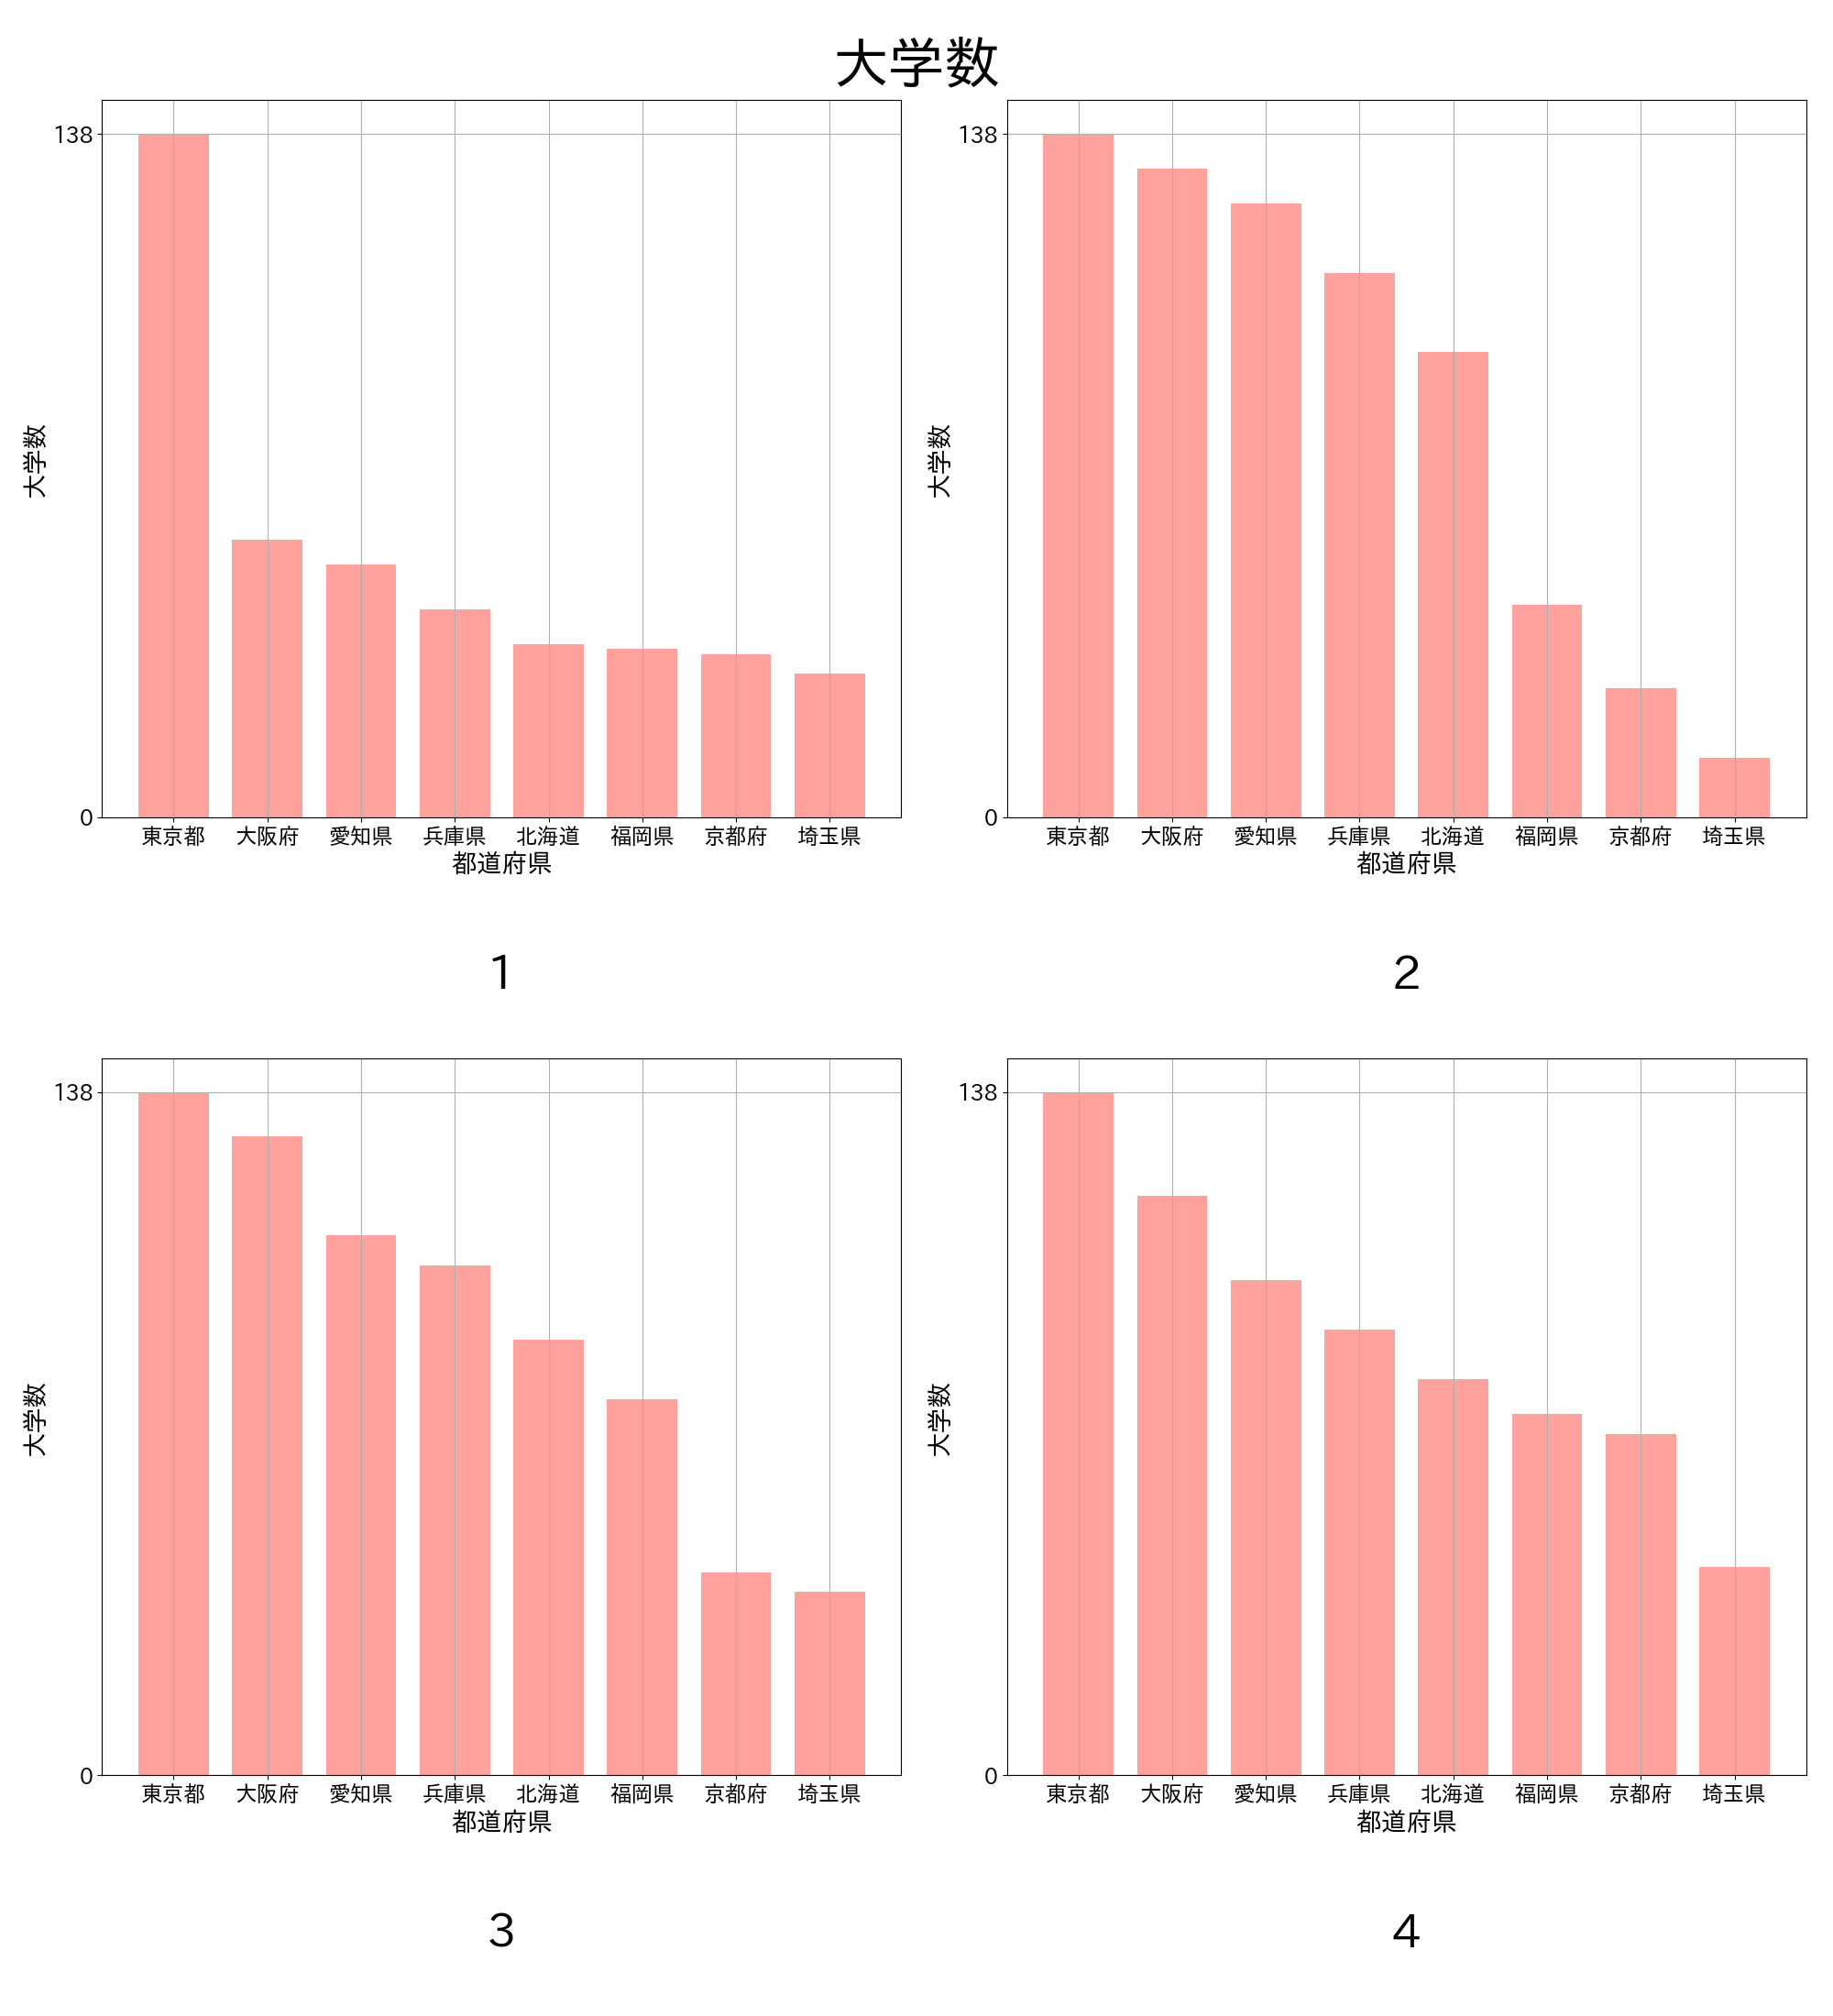 大学数
138
0
大学数
東京都 大阪府 愛知県 兵庫県 北海道 福岡県 京都府 埼玉県
都道府県
1
138
0
大学数
東京都 大阪府 愛知県 兵庫県 北海道 福岡県 京都府 埼玉県
都道府県
2
138
0
大学数
東京都 大阪府 愛知県 兵庫県 北海道 福岡県 京都府 埼玉県
都道府県
3
138
0
大学数
東京都 大阪府 愛知県 兵庫県 北海道 福岡県 京都府 埼玉県
都道府県
4